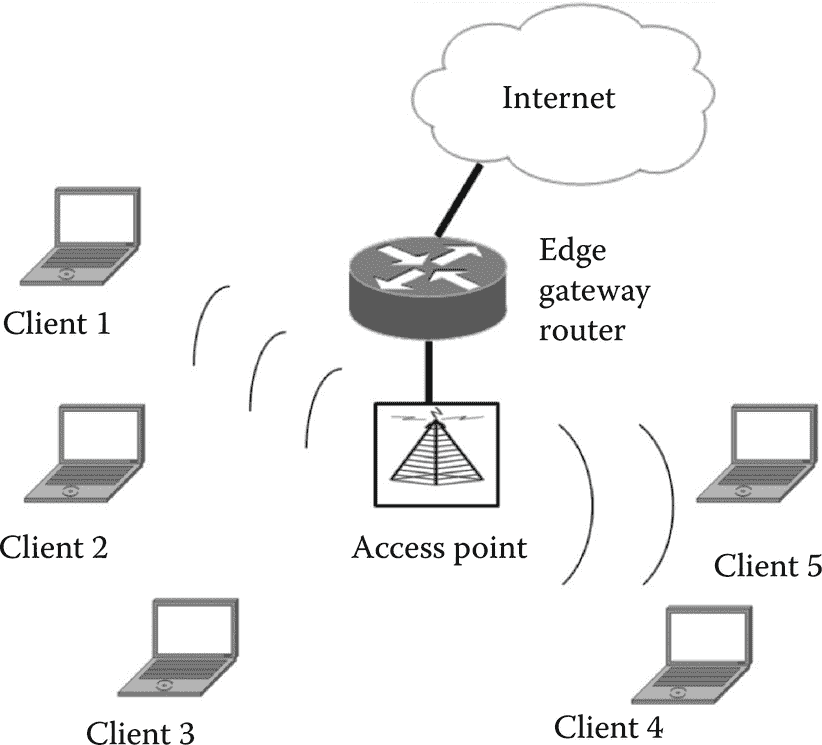 Internet
Edge
gateway
router
Client 1
Client 2
Access point
Client 5
Client 3
Client 4